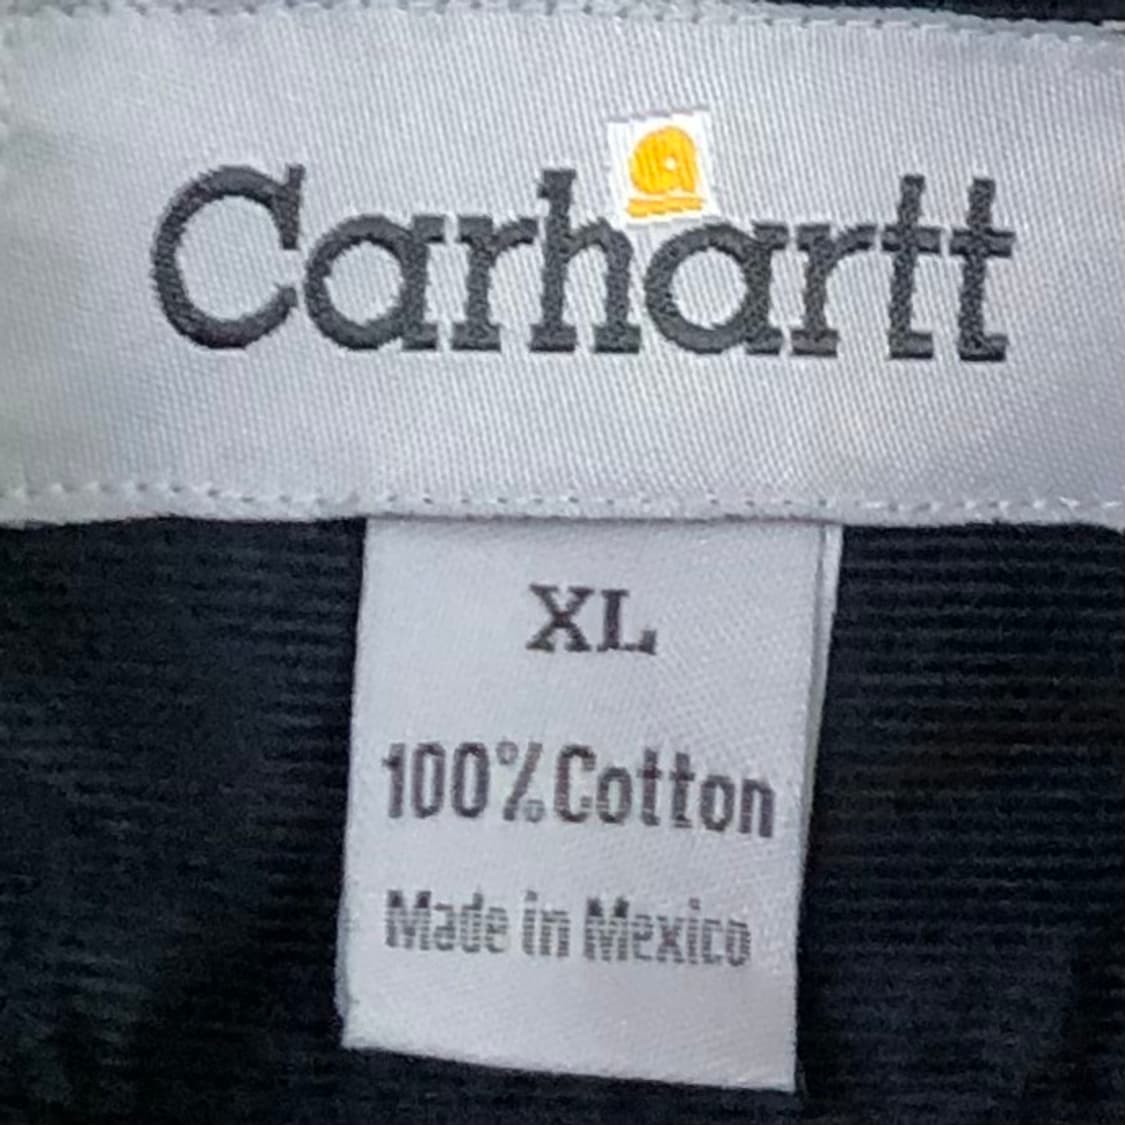 Carhartt
XL
100% Cotton
Made in Mexico